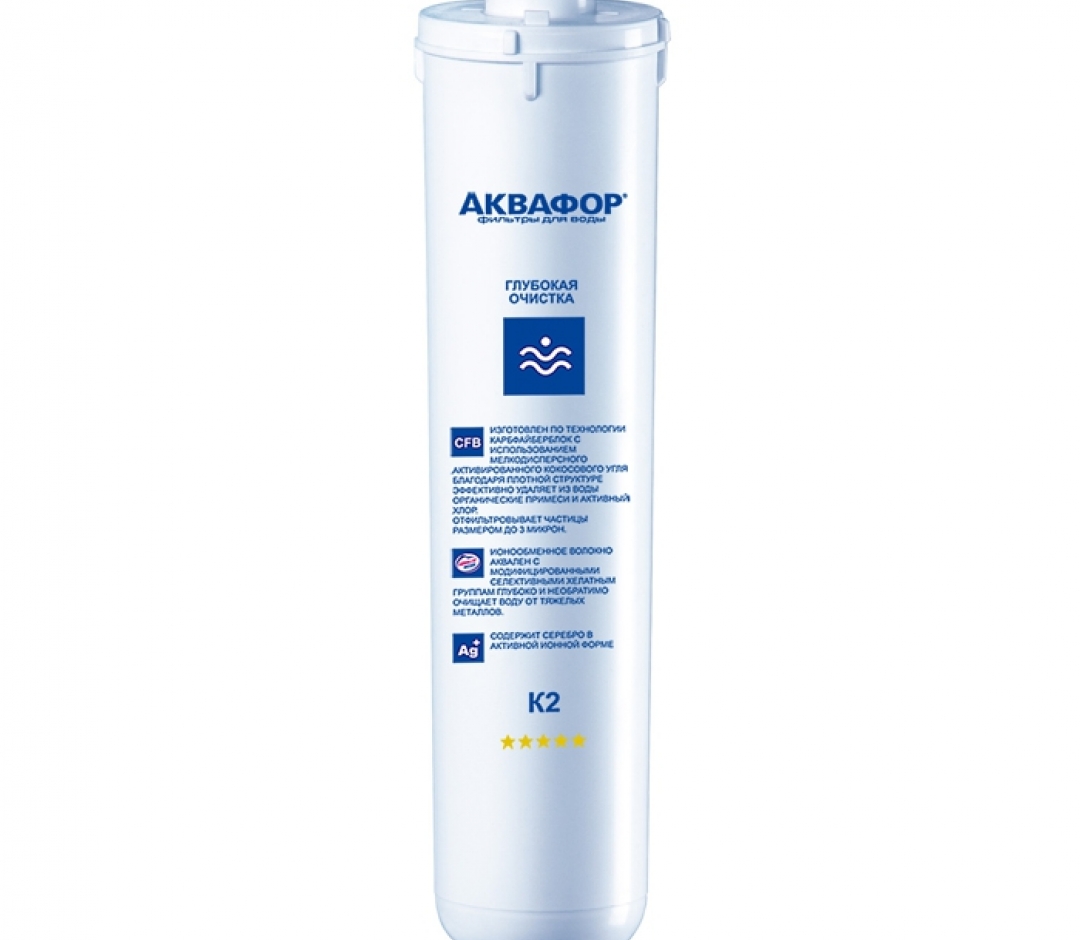 АКВАФОР®
ФИЛЬТРЫ ДЛЯ ВОДЫ
ГЛУБОКАЯ
ОЧИСТКА
CFB
ИЗГОТОВЛЕН ПО ТЕХНОЛОГИИ
КАРБФАЙБЕРБЛОК С
ИСПОЛЬЗОВАНИЕМ
МЕЛКОДИСПЕРСНОГО
АКТИВИРОВАННОГО КОКОСОВОГО УГЛЯ
БЛАГОДАРЯ ПЛОТНОЙ СТРУКТУРЕ
ЭФФЕКТИВНО УДАЛЯЕТ ИЗ ВОДЫ
ОРГАНИЧЕСКИЕ ПРИМЕСИ И АКТИВНЫЙ
ХЛОР.
ОТФИЛЬТРОВЫВАЕТ ЧАСТИЦЫ
РАЗМЕРОМ ДО 3 МИКРОН.
ИОНООБМЕННОЕ ВОЛОКНО
АКВАЛЕН С
МОДИФИЦИРОВАННЫМИ
СЕЛЕКТИВНЫМИ ХЕЛАТНЫМ
ГРУППАМ ГЛУБОКО И НЕОБРАТИМО
ОЧИЩАЕТ ВОДУ ОТ ТЯЖЕЛЫХ
МЕТАЛЛОВ.
Ag+
СОДЕРЖИТ СЕРЕБРО В
АКТИВНОЙ ИОННОЙ ФОРМЕ
К2